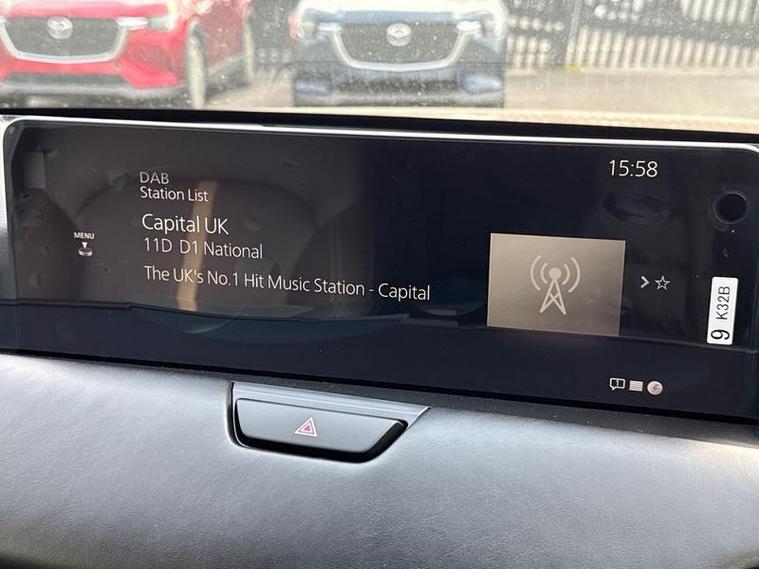 DAB
15:58
Station List
Capital UK
MENU
11D D1 National
The UK's No.1 Hit Music Station - Capital
9 K32B